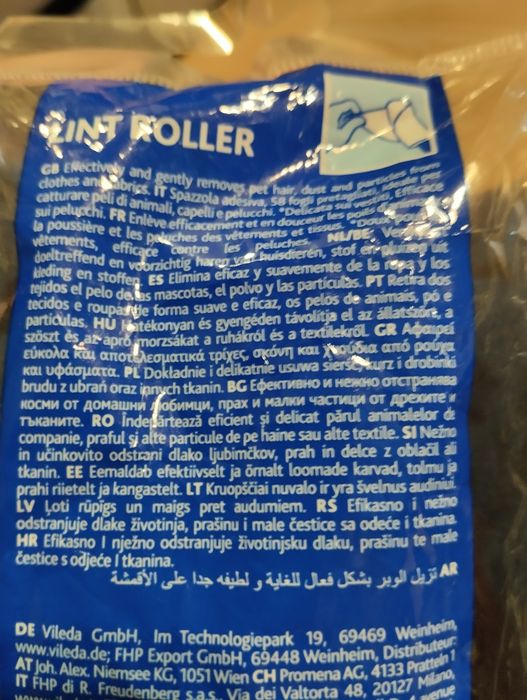 LINT ROLLER
GB Effectively and gently removes pet hair, dust and particles from
clothes and fabrics. IT Spazzola adesiva, 58 fogli pretagliati, ideale per
catturare peli di animali, capelli e pelucchi. *Delicata sui vestiti. Efficace
sui pelucchi. FR Enlève efficacement et en douceur les poils d'animaux,
la poussière et les peluches des vêtements et tissus. *Doux pour les
vêtements, efficace contre les peluches. NL/BE
doeltreffend en voorzichtig haren van huisdieren, stof en pluizen uit
kleding en stoffen. ES Elimina eficaz y suavemente de la ropa y los
tejidos el pelo de las mascotas, el polvo y las partículas. PT Retira dos
tecidos e roupas de forma suave e eficaz, os pelos de animais, pó e
partículas. HU Hatékonyan és gyengéden távolítja el az állatszőrt, a
szöszt és az apró morzsákat a ruhákról és a textilekről. GR Αφαιρεί
εύκολα και αποτελεσματικά τρίχες, σκόνη και χνούδια από ρούχα
και υφάσματα. PL Dokładnie i delikatnie usuwa sierść, kurz i drobinki
brudu z ubrań oraz innych tkanin. BG Ефективно и нежно отстранява
косми от домашни любимци, прах и малки частици от дрехите и
тъканите. RO Îndepărtează eficient și delicat părul animalelor de
companie, praful și alte particule de pe haine sau alte textile. SI Nežno
in učinkovito odstrani dlako ljubimčkov, prah in delce z oblačil ali
tkanin. EE Eemaldab efektiivselt ja õrnalt loomade karvad, tolmu ja
prahi riietelt ja kangastelt. LT Kruopščiai nuvalo ir yra švelnus audiniui.
LV Ļoti rūpīgs un maigs pret audumiem. RS Efikasno i nežno
odstranjuje dlake životinja, prašinu i male čestice sa odeće i tkanina.
HR Efikasno I nježno odstranjuje životinjsku dlaku, prašinu te male
čestice s odjeće I tkanina.
AR تزيل الوبر بشكل فعال للغاية و لطيفه جدا على الأقمشة
DE Vileda GmbH, Im Technologiepark 19, 69469 Weinheim,
www.vileda.de; FHP Export GmbH, 69448 Weinheim, Distributeur:
AT Joh. Alex. Niemsee KG, 1051 Wien CH Promena AG, 4133 Pratteln 1
IT FHP di R. Freudenberg s.a.s., Via dei Valtorta 48, 20127 Milano,